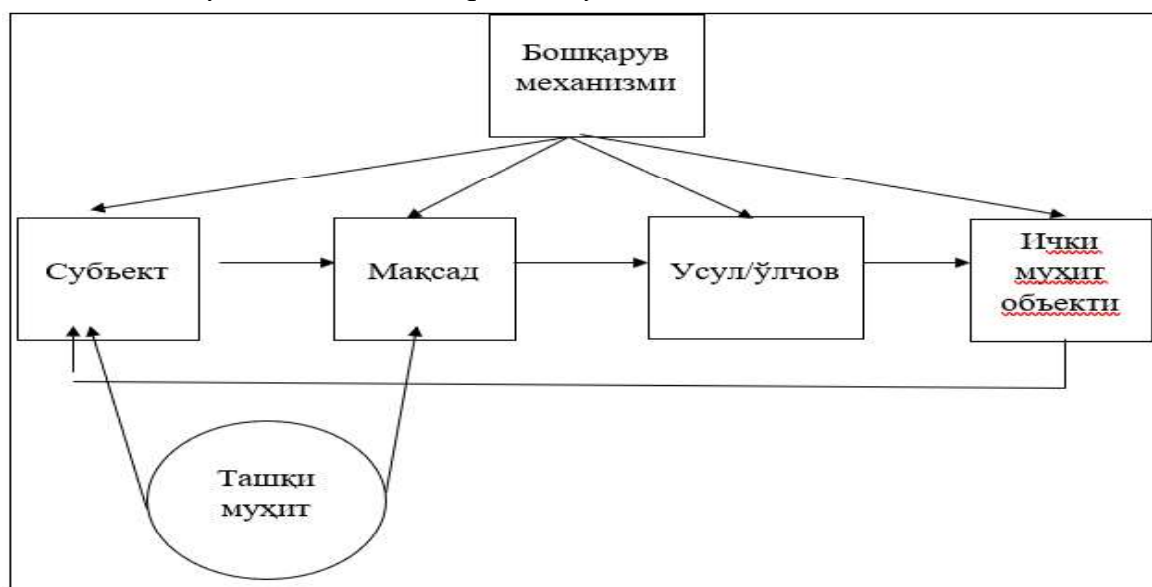 Бошқарув
механизми
Субъект
Мақсад
Усул/ўлчов
Ички
муҳит
объекти
Ташқи
муҳит